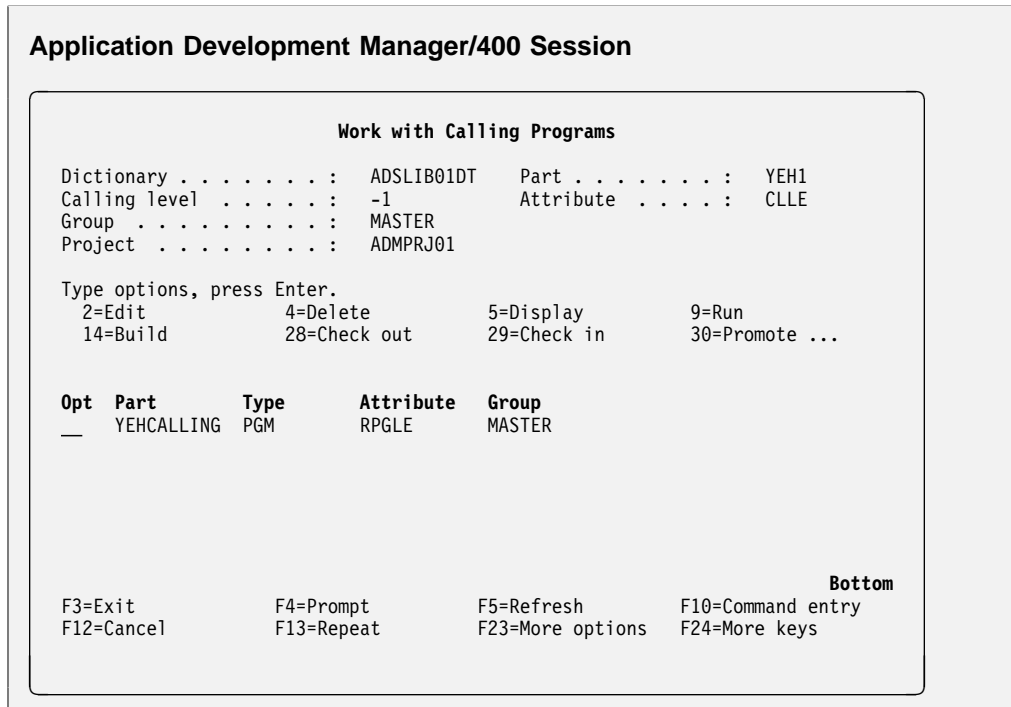 Application Development Manager/400 Session
Work with Calling Programs
Dictionary . . . . . . . : ADSLIB01DT Part . . . . . . . : YEH1
Calling level . . . . . : -1 Attribute . . . . : CLLE
Group . . . . . . . . . : MASTER
Project . . . . . . . . : ADMPRJ01
Type options, press Enter.
2=Edit 4=Delete 5=Display 9=Run
14=Build 28=Check out 29=Check in 30=Promote ...
Opt Part Type Attribute Group
__ YEHCALLING PGM RPGLE MASTER
Bottom
F3=Exit F4=Prompt F5=Refresh F10=Command entry
F12=Cancel F13=Repeat F23=More options F24=More keys